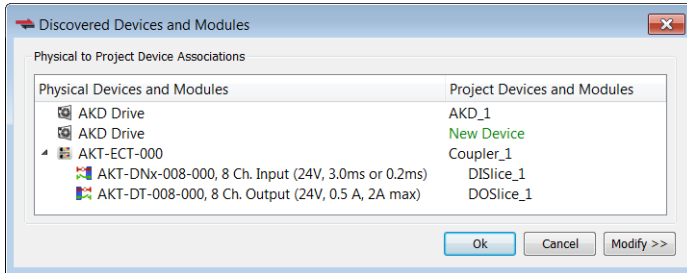 Discovered Devices and Modules
Physical to Project Device Associations
Physical Devices and Modules Project Devices and Modules
AKD Drive AKD_1
AKD Drive New Device
AKT-ECT-000 Coupler_1
AKT-DNx-008-000, 8 Ch. Input (24V, 3.0ms or 0.2ms) DISlice_1
AKT-DT-008-000, 8 Ch. Output (24V, 0.5 A, 2A max) DOSlice_1
Ok Cancel Modify >>